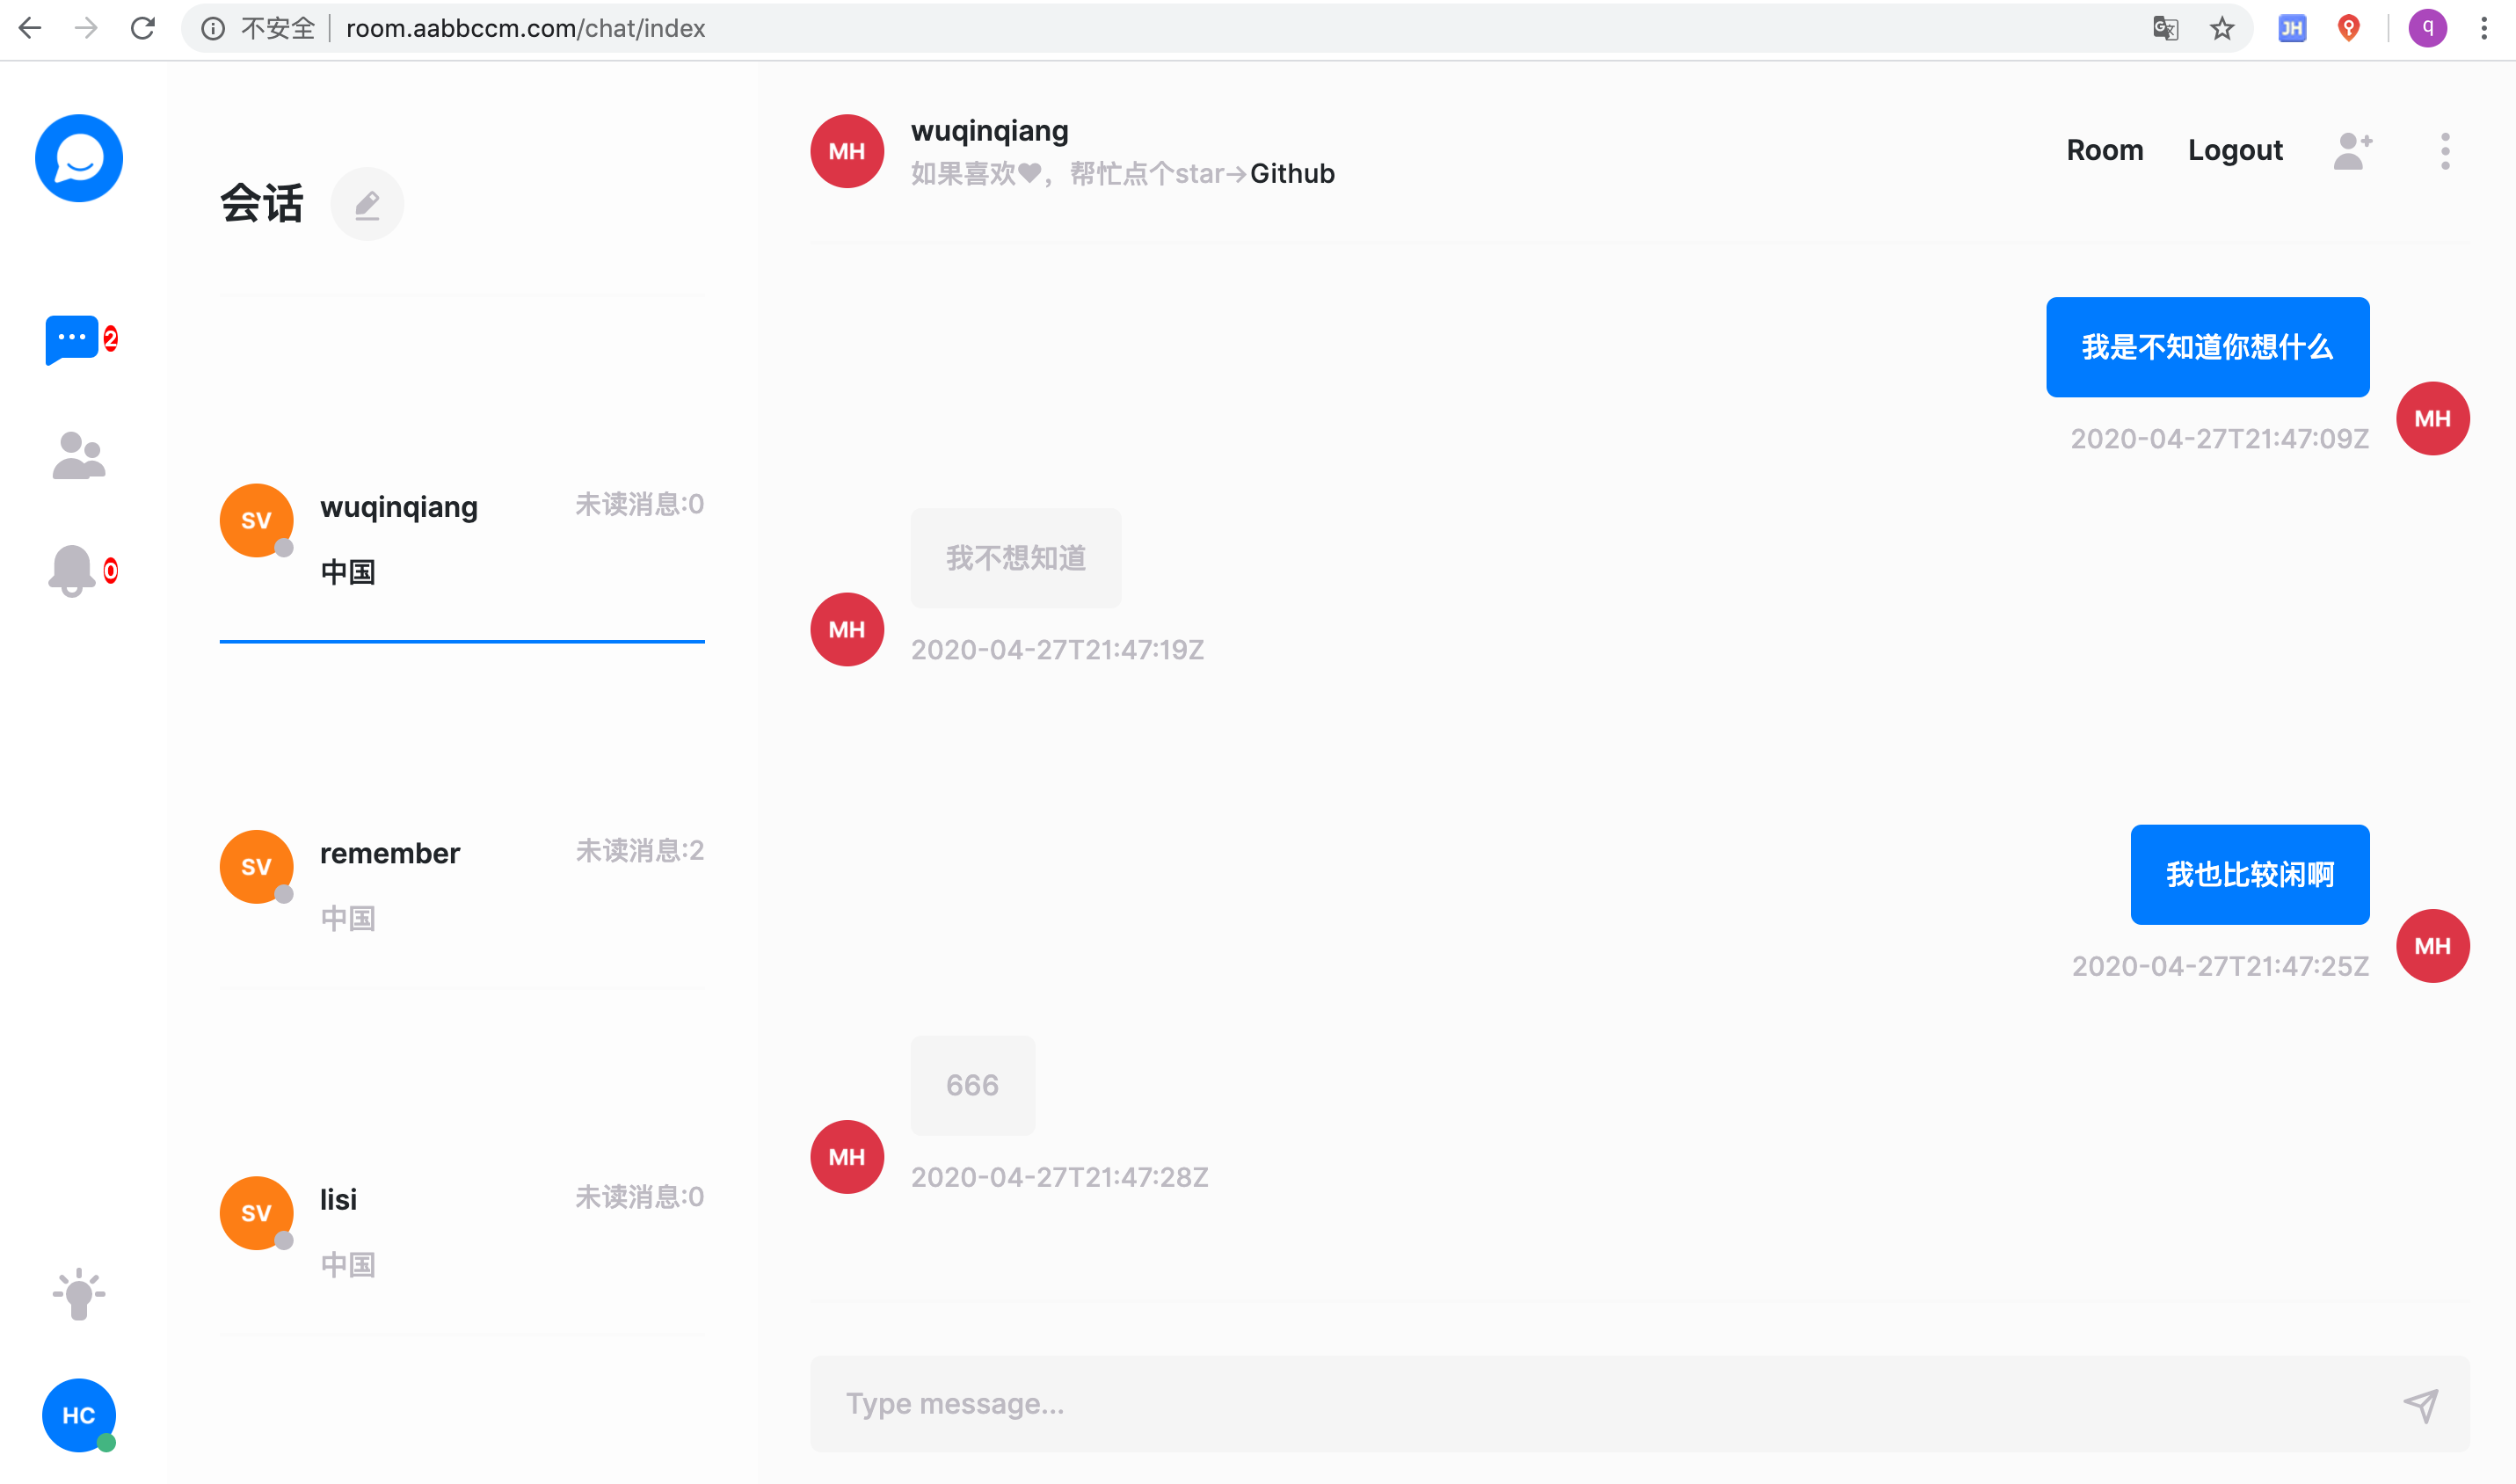 不安全 room.aabbccm.com/chat/index
JH
q
会话
2
0
HC
SV
wuqinqiang
未读消息:0
中国
SV
remember
未读消息:2
中国
SV
lisi
未读消息:0
中国
MH
wuqinqiang
如果喜欢❤，帮忙点个star→Github
Room
Logout
我是不知道你想什么
2020-04-27T21:47:09Z
MH
我不想知道
MH
2020-04-27T21:47:19Z
我也比较闲啊
2020-04-27T21:47:25Z
MH
666
MH
2020-04-27T21:47:28Z
Type message...